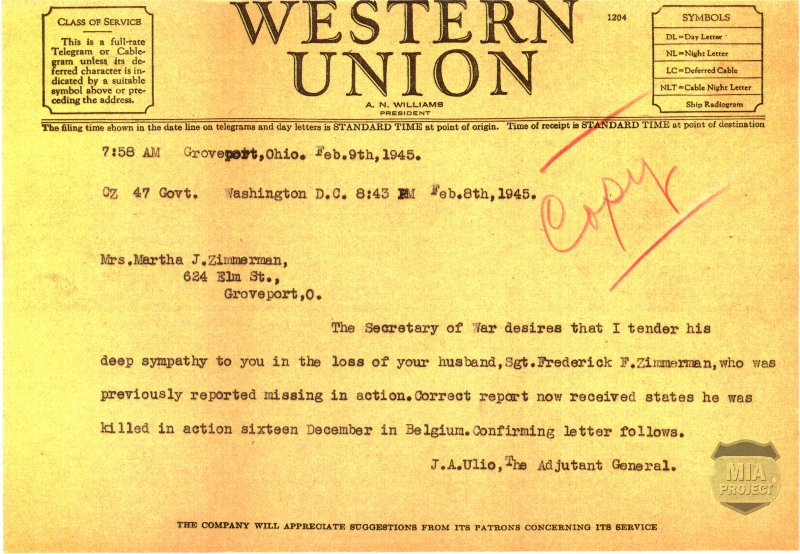 CLASS OF SERVICE
This is a full-rate
Telegram or Cable-
gram unless its de-
ferred character is in-
dicated by a suitable
symbol above or pre-
ceding the address.
WESTERN
UNION
A. N. WILLIAMS
PRESIDENT
1204
SYMBOLS
DL=Day Letter
NL=Night Letter
LC=Deferred Cable
NLT=Cable Night Letter
Ship Radiogram
The filing time shown in the date line on telegrams and day letters is STANDARD TIME at point of origin. Time of receipt is STANDARD TIME at point of destination
7:58 AM Groveport,Ohio. Feb.9th,1945.
CZ 47 Govt. Washington D.C. 8:43 PM Feb.8th,1945.
Copy
Mrs.Martha J.Zimmerman,
624 Elm St.,
Groveport,O.
The Secretary of War desires that I tender his
deep sympathy to you in the loss of your husband,Sgt.Frederick F.Zimmerman,who was
previously reported missing in action.Correct report now received states he was
killed in action sixteen December in Belgium.Confirming letter follows.
J.A.Ulio,The Adjutant General.
MIA
PROJECT
THE COMPANY WILL APPRECIATE SUGGESTIONS FROM ITS PATRONS CONCERNING ITS SERVICE